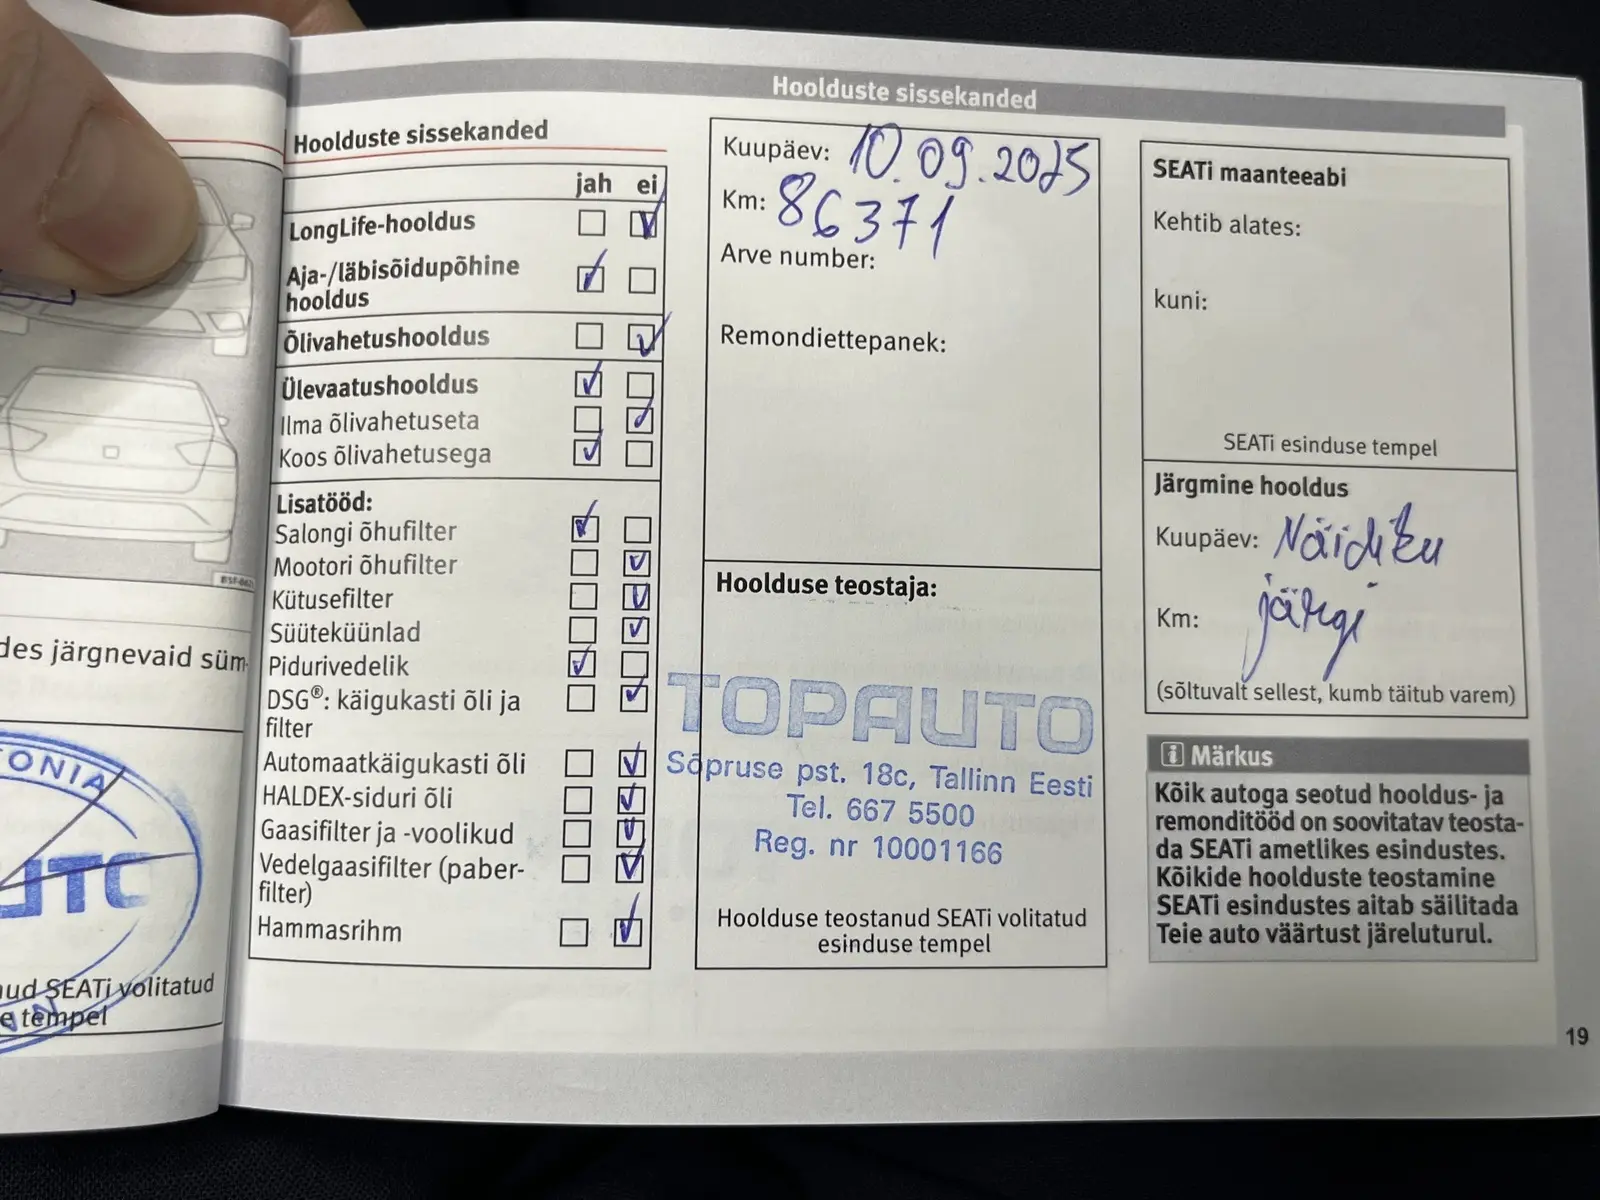 Hoolduste sissekanded
Hoolduste sissekanded
jah ei
LongLife-hooldus
Aja-/läbisõidupõhine
hooldus
Õlivahetushooldus
Ülevaatushooldus
Ilma õlivahetuseta
Koos õlivahetusega
Lisatööd:
Salongi õhufilter
Mootori õhufilter
Kütusefilter
Süüteküünlad
Pidurivedelik
DSG®: käigukasti õli ja
filter
Automaatkäigukasti õli
HALDEX-siduri õli
Gaasifilter ja -voolikud
Vedelgaasifilter (paber-
filter)
Hammasrihm
Kuupäev: 10.09.2025
Km: 86371
Arve number:
Remondiettepanek:
Hoolduse teostaja:
TOPAUTO
Sõpruse pst. 18c, Tallinn Eesti
Tel. 667 5500
Reg. nr 10001166
Hoolduse teostanud SEATi volitatud
esinduse tempel
SEATi maanteeabi
Kehtib alates:
kuni:
SEATi esinduse tempel
Järgmine hooldus
Kuupäev: Näidiku
Km: järgi
(sõltuvalt sellest, kumb täitub varem)
i Märkus
Kõik autoga seotud hooldus- ja
remonditööd on soovitatav teosta-
da SEATi ametlikes esindustes.
Kõikide hoolduste teostamine
SEATi esindustes aitab säilitada
Teie auto väärtust järeluturul.
19
des järgnevaid süm-
ONIA
UTC
nud SEATi volitatud
e tempel